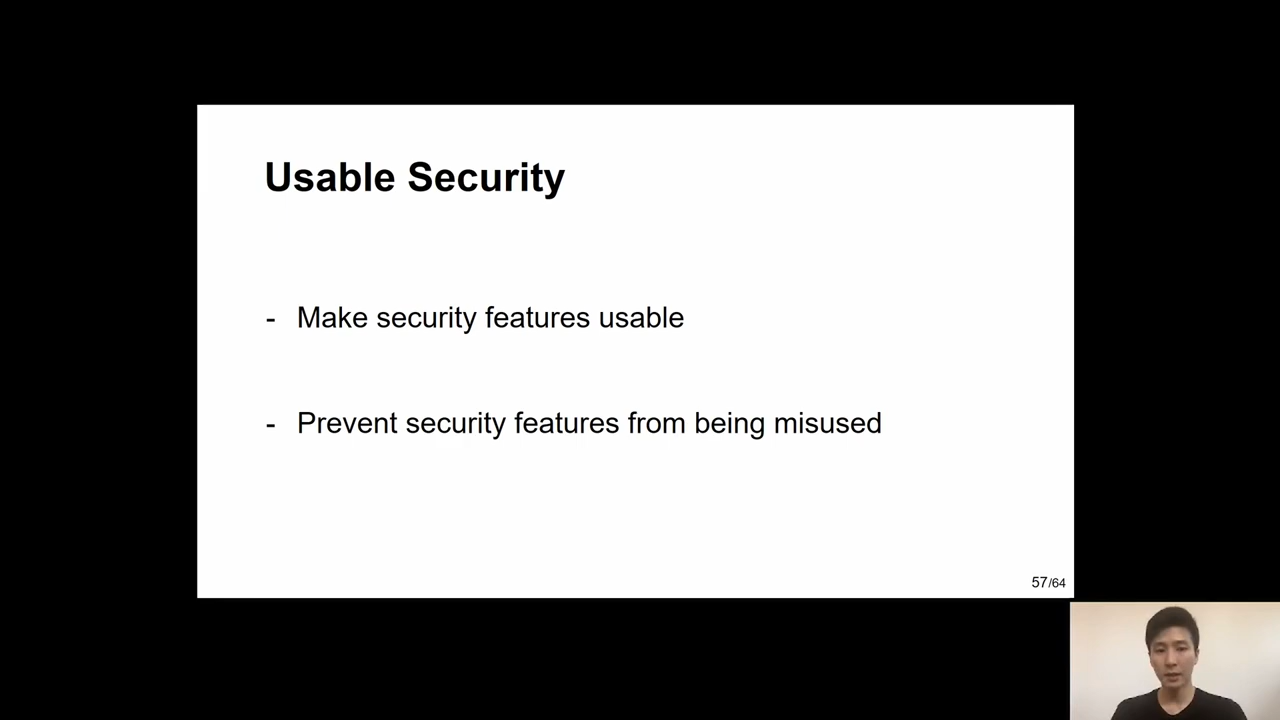 Usable Security
- Make security features usable
- Prevent security features from being misused
57/64